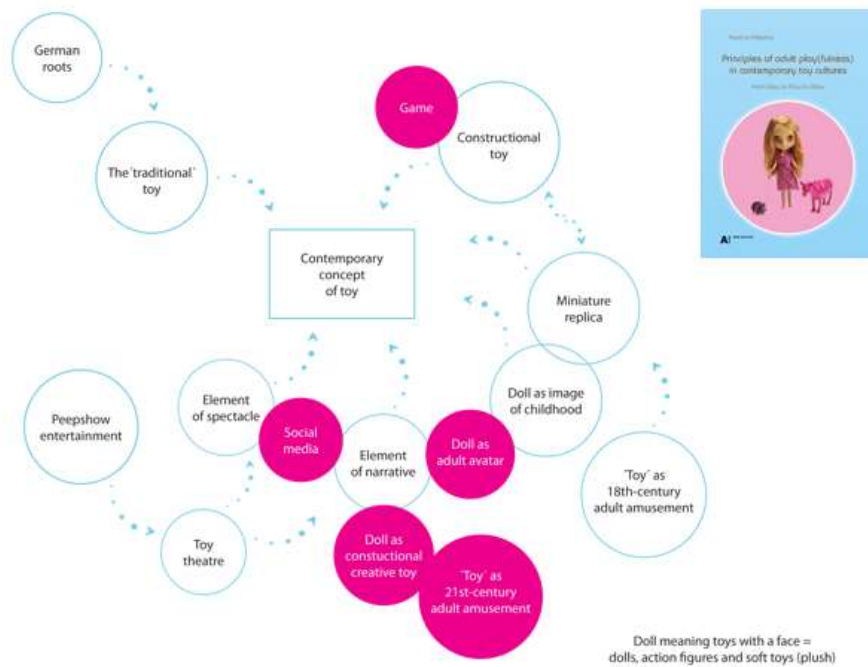 German
roots
The 'traditional'
toy
Game
Constructional
toy
Principles of adult play(fulness)
in contemporary toy cultures
Contemporary
concept
of toy
Miniature
replica
Peepshow
entertainment
Element
of spectacle
Social
media
Element
of narrative
Doll as
adult avatar
Doll as image
of childhood
'Toy' as
18th-century
adult amusement
Toy
theatre
Doll as
constuctional
creative toy
'Toy' as
21st-century
adult amusement
Doll meaning toys with a face =
dolls, action figures and soft toys (plush)